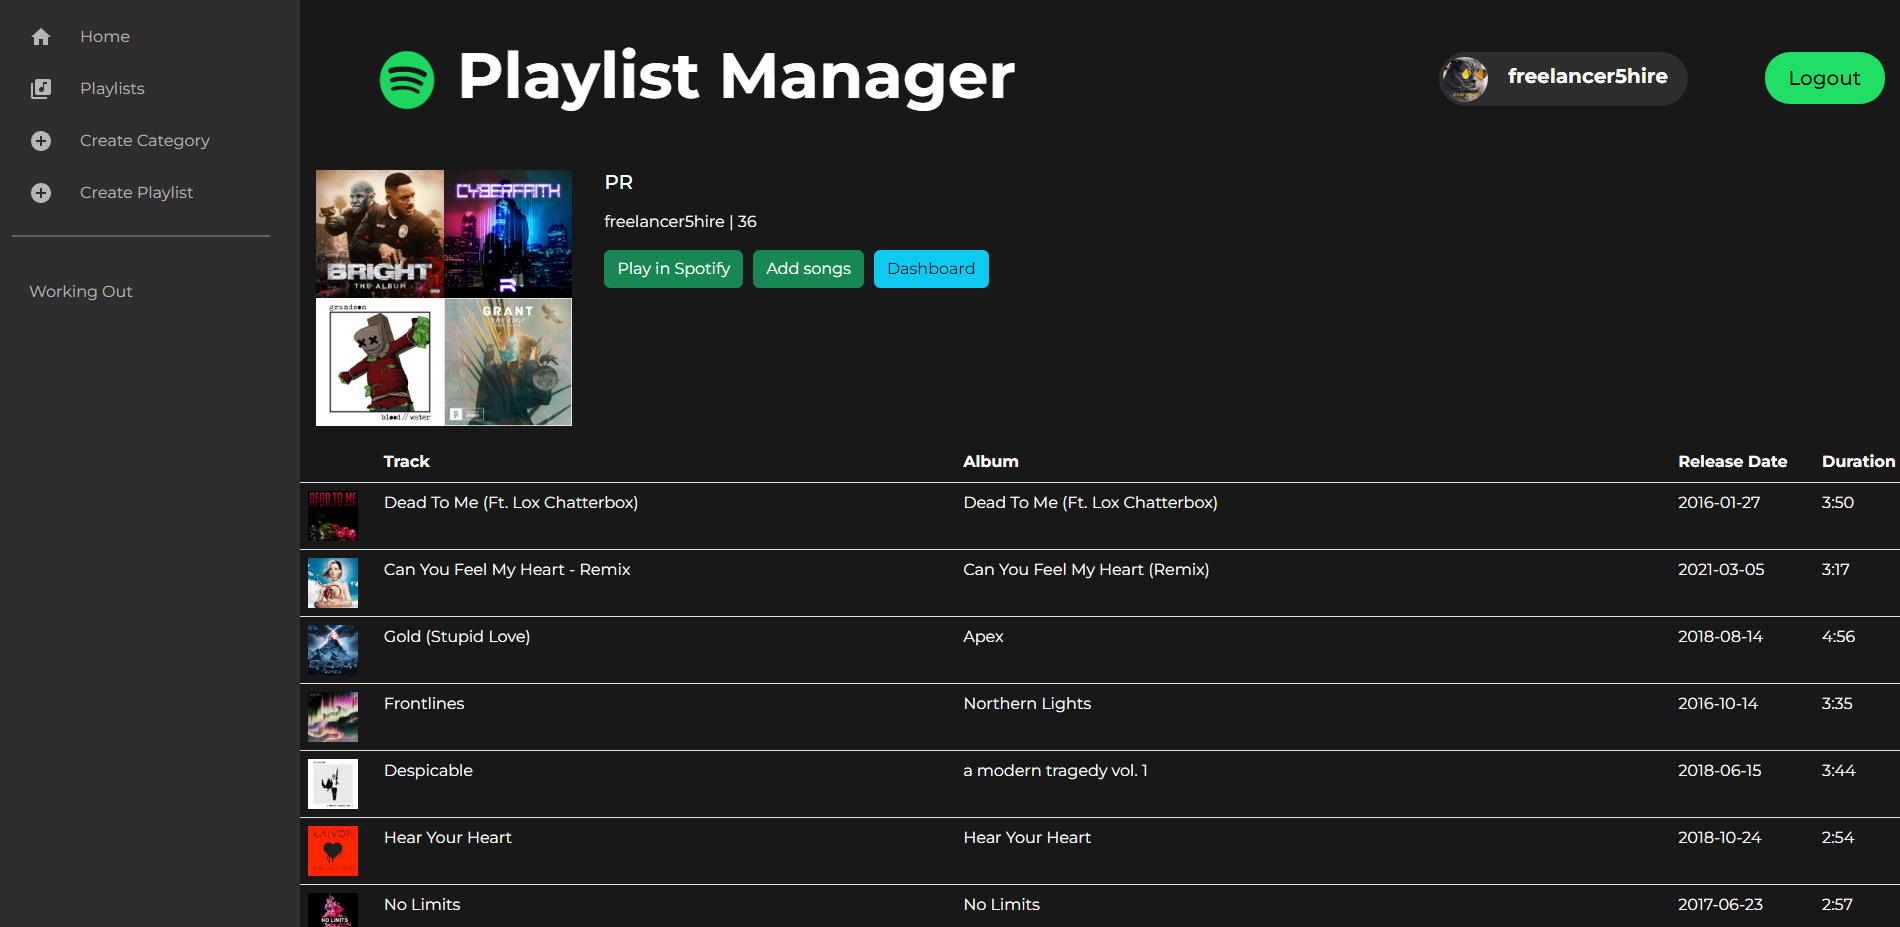 Home
Playlists
Create Category
Create Playlist
Working Out
Playlist Manager
freelancer5hire
Logout
BRIGHT
THE ALBUM
CYBERFAITH
R
grandson
blood // water
GRANT
THE EDGE
PR
freelancer5hire | 36
Play in Spotify
Add songs
Dashboard
Track Album Release Date Duration
DEAD TO ME
Dead To Me (Ft. Lox Chatterbox) Dead To Me (Ft. Lox Chatterbox) 2016-01-27 3:50
Can You Feel My Heart - Remix Can You Feel My Heart (Remix) 2021-03-05 3:17
APEX
Gold (Stupid Love) Apex 2018-08-14 4:56
Frontlines Northern Lights 2016-10-14 3:35
Despicable a modern tragedy vol. 1 2018-06-15 3:44
KAIVON
Hear Your Heart Hear Your Heart 2018-10-24 2:54
NO LIMITS
No Limits No Limits 2017-06-23 2:57